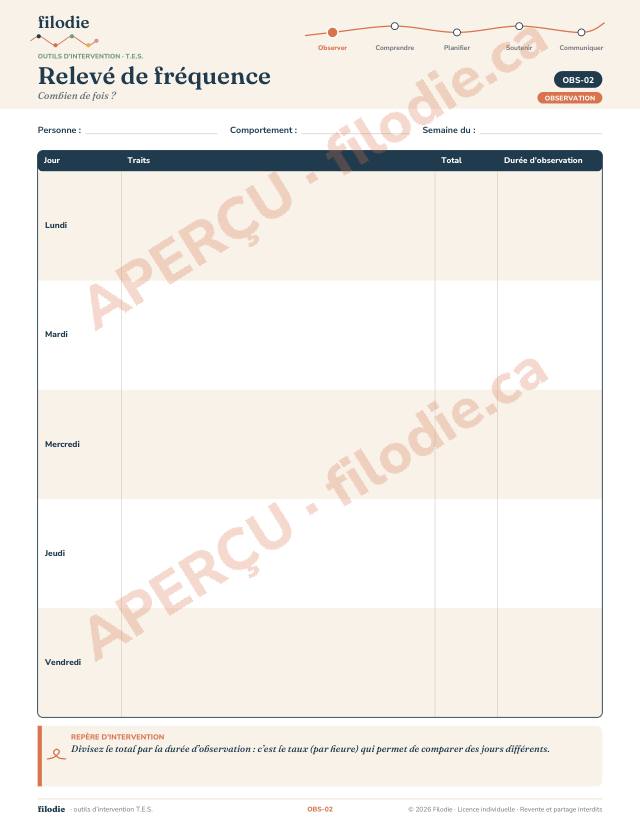 filodie
Observer Comprendre Planifier Soutenir Communiquer
OUTILS D'INTERVENTION · T.E.S.
Relevé de fréquence
Combien de fois ?
OBS-02
OBSERVATION
Personne : Comportement : Semaine du :
Jour Traits Total Durée d'observation
Lundi
Mardi
Mercredi
Jeudi
Vendredi
APERÇU · filodie.ca
APERÇU · filodie.ca
REPÈRE D'INTERVENTION
Divisez le total par la durée d'observation : c'est le taux (par heure) qui permet de comparer des jours différents.
filodie · outils d'intervention T.E.S. OBS-02 © 2026 Filodie · Licence individuelle · Revente et partage interdits